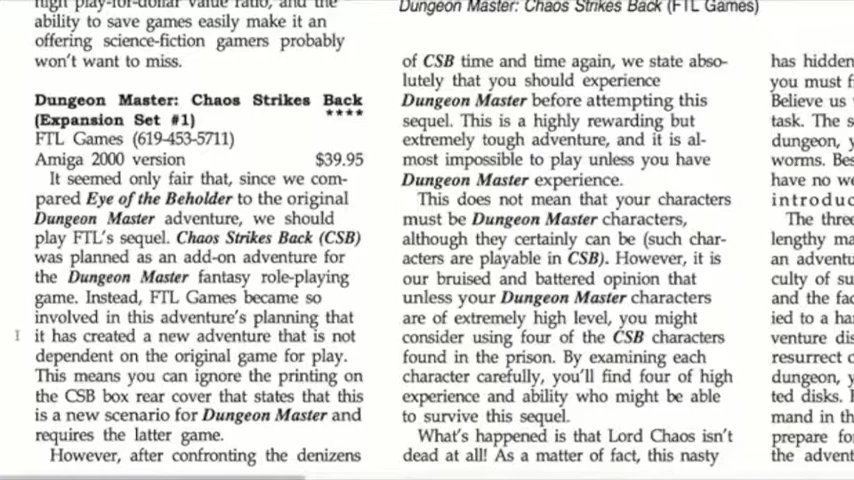 high play-for-dollar value ratio, and the
ability to save games easily make it an
offering science-fiction gamers probably
won't want to miss.
Dungeon Master: Chaos Strikes Back
(Expansion Set #1) ****
FTL Games (619-453-5711)
Amiga 2000 version $39.95
It seemed only fair that, since we com-
pared Eye of the Beholder to the original
Dungeon Master adventure, we should
play FTL's sequel. Chaos Strikes Back (CSB)
was planned as an add-on adventure for
the Dungeon Master fantasy role-playing
game. Instead, FTL Games became so
involved in this adventure's planning that
it has created a new adventure that is not
dependent on the original game for play.
This means you can ignore the printing on
the CSB box rear cover that states that this
is a new scenario for Dungeon Master and
requires the latter game.
However, after confronting the denizens
Dungeon Master: Chaos Strikes Back (FTL Games)
of CSB time and time again, we state abso-
lutely that you should experience
Dungeon Master before attempting this
sequel. This is a highly rewarding but
extremely tough adventure, and it is al-
most impossible to play unless you have
Dungeon Master experience.
This does not mean that your characters
must be Dungeon Master characters,
although they certainly can be (such char-
acters are playable in CSB). However, it is
our bruised and battered opinion that
unless your Dungeon Master characters
are of extremely high level, you might
consider using four of the CSB characters
found in the prison. By examining each
character carefully, you'll find four of high
experience and ability who might be able
to survive this sequel.
What's happened is that Lord Chaos isn't
dead at all! As a matter of fact, this nasty
has hidden
you must f
Believe us
task. The s
dungeon, y
worms. Bes
have no we
introduc
The three
lengthy ma
an adventu
culty of su
and the fac
ied to a ha
venture dis
resurrect c
dungeon, y
ted disks. 
mand in th
prepare fo
the advent